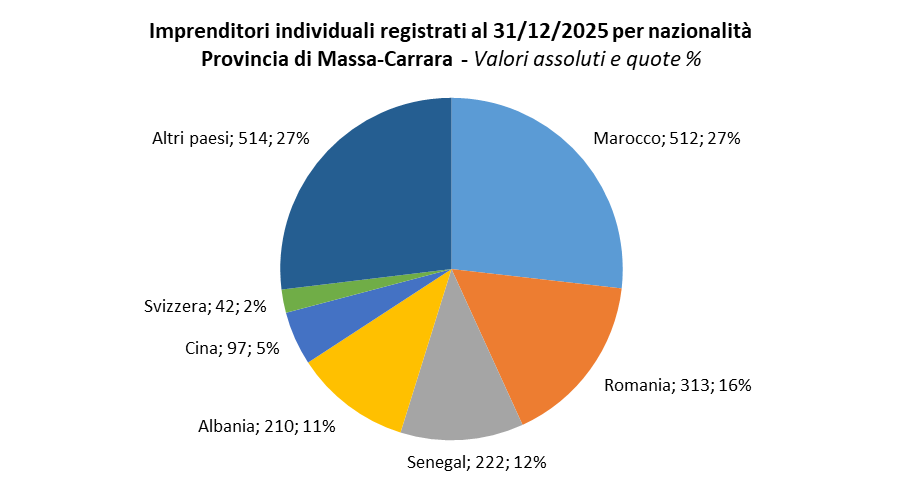 Imprenditori individuali registrati al 31/12/2025 per nazionalità
Provincia di Massa-Carrara - Valori assoluti e quote %
Altri paesi; 514; 27%
Marocco; 512; 27%
Svizzera; 42; 2%
Cina; 97; 5%
Romania; 313; 16%
Albania; 210; 11%
Senegal; 222; 12%